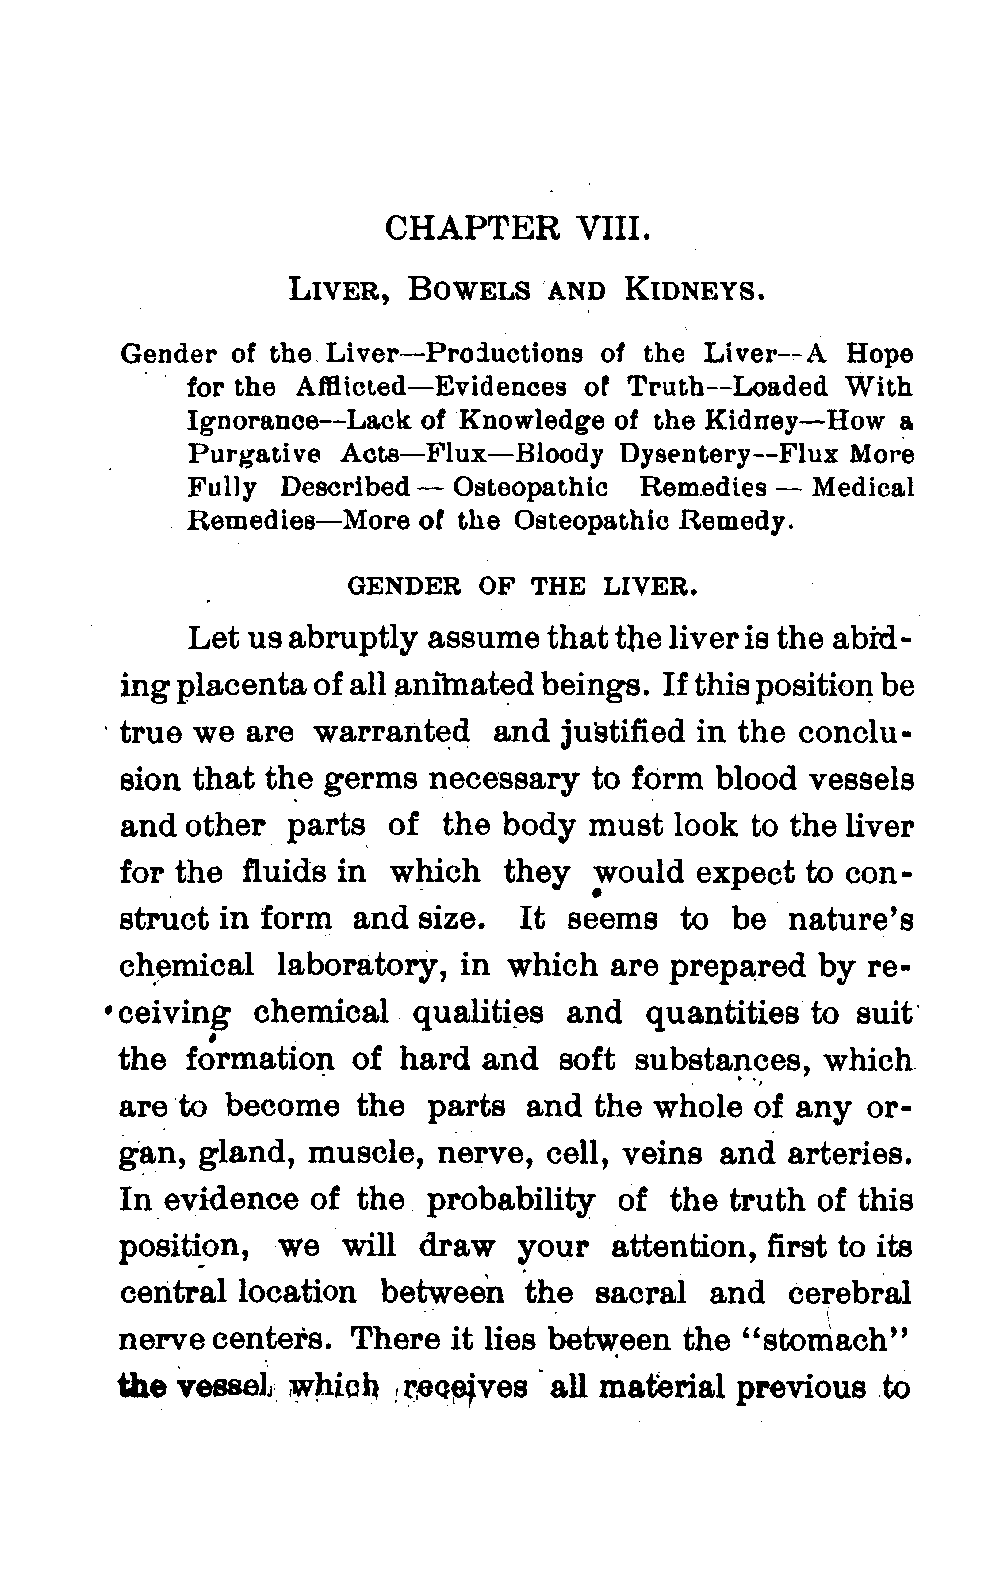 CHAPTER VIII.
LIVER, BOWELS AND KIDNEYS.
Gender of the Liver—Productions of the Liver--A Hope
for the Afflicted—Evidences of Truth--Loaded With
Ignorance--Lack of Knowledge of the Kidney—How a
Purgative Acts—Flux—Bloody Dysentery--Flux More
Fully Described — Osteopathic Remedies — Medical
Remedies—More of the Osteopathic Remedy.
GENDER OF THE LIVER.
Let us abruptly assume that the liver is the abid-
ing placenta of all animated beings. If this position be
true we are warranted and justified in the conclu-
sion that the germs necessary to form blood vessels
and other parts of the body must look to the liver
for the fluids in which they would expect to con-
struct in form and size. It seems to be nature's
chemical laboratory, in which are prepared by re-
ceiving chemical qualities and quantities to suit
the formation of hard and soft substances, which
are to become the parts and the whole of any or-
gan, gland, muscle, nerve, cell, veins and arteries.
In evidence of the probability of the truth of this
position, we will draw your attention, first to its
central location between the sacral and cerebral
nerve centers. There it lies between the "stomach"
the vessel which receives all material previous to